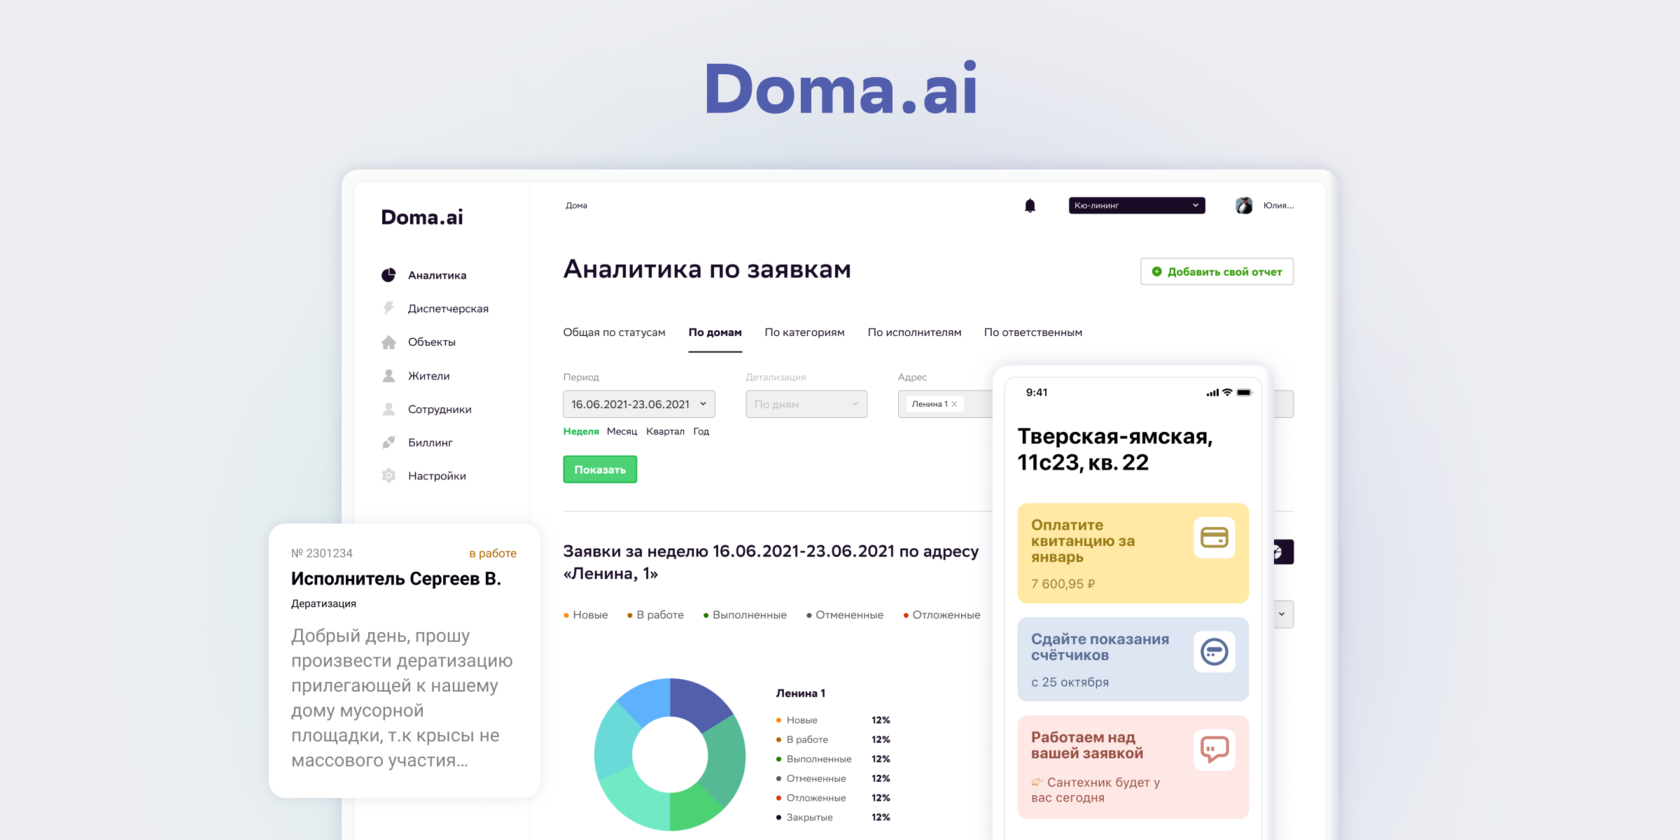 Doma.ai
Doma.ai
Аналитика
Диспетчерская
Объекты
Жители
Сотрудники
Биллинг
Настройки
Дома
Кю-лининг
Юлия...
Аналитика по заявкам
Добавить свой отчет
Общая по статусам
По домам
По категориям
По исполнителям
По ответственным
Период
Детализация
Адрес
16.06.2021-23.06.2021
По дням
Ленина 1 ×
Неделя Месяц Квартал Год
Показать
Заявки за неделю 16.06.2021-23.06.2021 по адресу
«Ленина, 1»
Новые
В работе
Выполненные
Отмененные
Отложенные
Ленина 1
Новые 12%
В работе 12%
Выполненные 12%
Отмененные 12%
Отложенные 12%
Закрытые 12%
№ 2301234
в работе
Исполнитель Сергеев В.
Дератизация
Добрый день, прошу
произвести дератизацию
прилегающей к нашему
дому мусорной
площадки, т.к крысы не
массового участия...
9:41
Тверская-ямская,
11с23, кв. 22
Оплатите
квитанцию за
январь
7 600,95 ₽
Сдайте показания
счётчиков
с 25 октября
Работаем над
вашей заявкой
👉 Сантехник будет у
вас сегодня